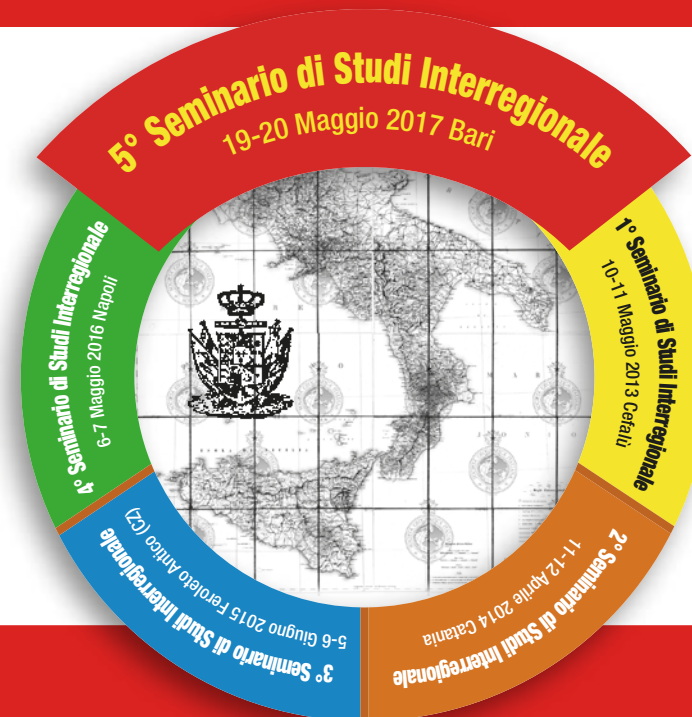 5° Seminario di Studi Interregionale
19-20 Maggio 2017 Bari
1° Seminario di Studi Interregionale
10-11 Maggio 2013 Cefalù
2° Seminario di Studi Interregionale
11-12 Aprile 2014 Catania
3° Seminario di Studi Interregionale
5-6 Giugno 2015 Feroleto Antico (CZ)
4° Seminario di Studi Interregionale
6-7 Maggio 2016 Napoli